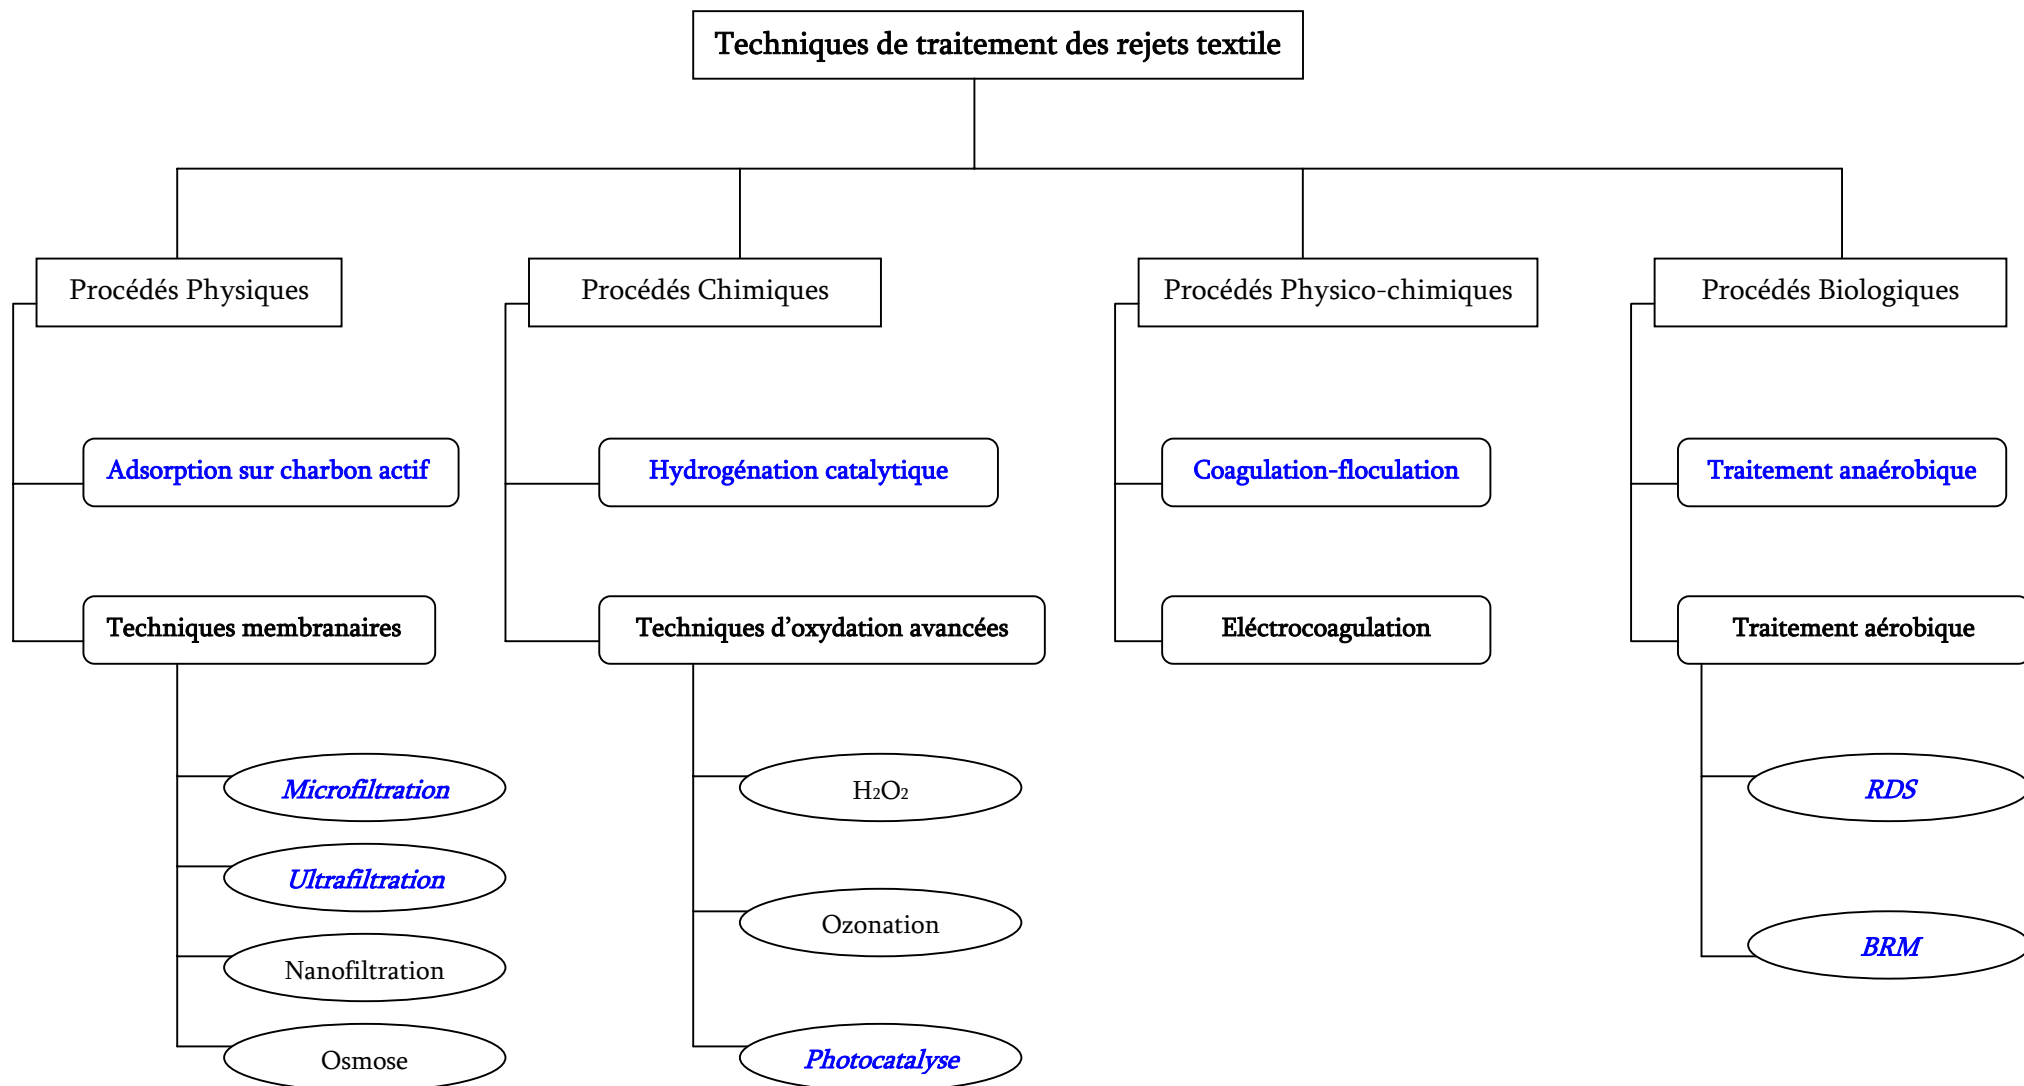 Techniques de traitement des rejets textile
Procédés Physiques
Procédés Chimiques
Procédés Physico-chimiques
Procédés Biologiques
Adsorption sur charbon actif
Hydrogénation catalytique
Coagulation-floculation
Traitement anaérobique
Techniques membranaires
Techniques d'oxydation avancées
Eléctrocoagulation
Traitement aérobique
Microfiltration
H₂O₂
RDS
Ultrafiltration
Ozonation
BRM
Nanofiltration
Osmose
Photocatalyse